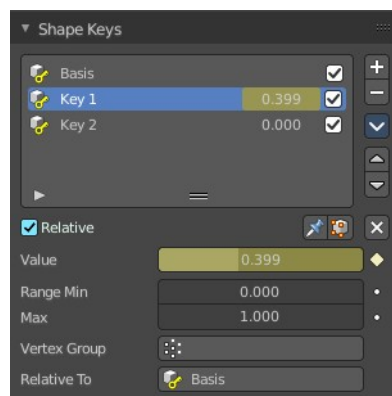 Shape Keys
Basis
Key 1 0.399
Key 2 0.000
Relative
Value 0.399
Range Min 0.000
Max 1.000
Vertex Group
Relative To Basis